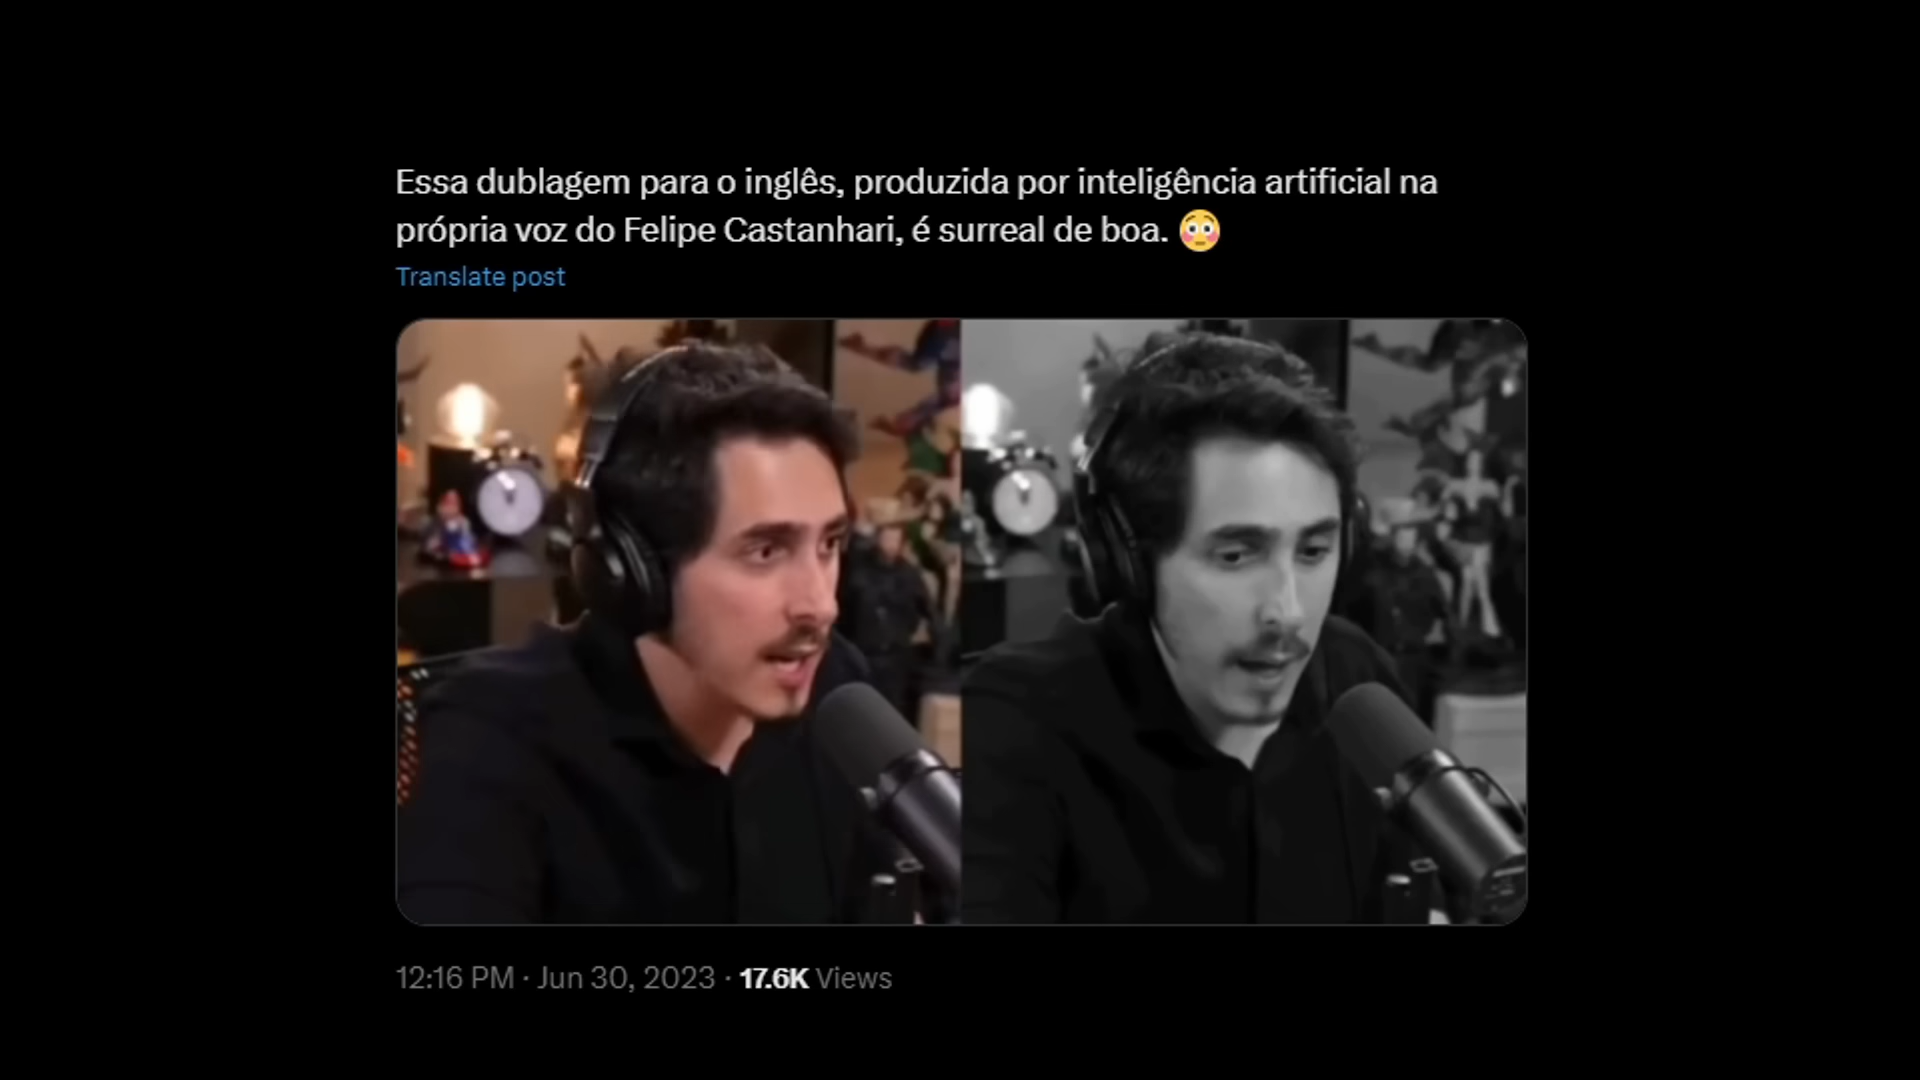 Essa dublagem para o inglês, produzida por inteligência artificial na
própria voz do Felipe Castanhari, é surreal de boa. 😳
Translate post
12:16 PM · Jun 30, 2023 · 17.6K Views